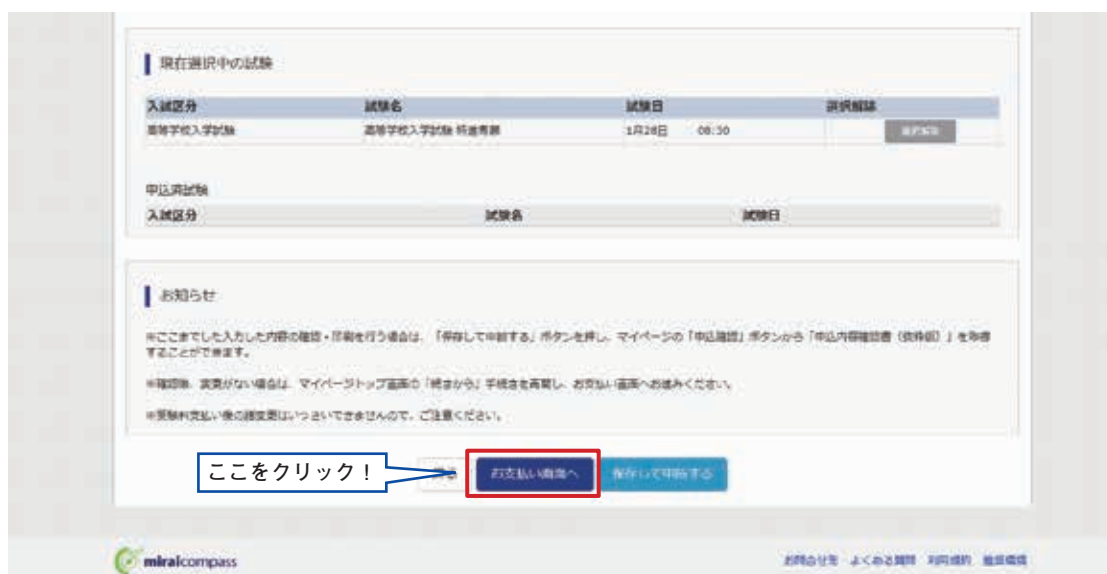 現在選択中の試験
入試区分 試験名 試験日 選択解除
高等学校入学試験 高等学校入学試験 特進専願 1月28日 08:30 選択解除
申込済試験
入試区分 試験名 試験日
お知らせ
※ここまでした入力した内容の確認・印刷を行う場合は、「保存して中断する」ボタンを押し、マイページの「申込確認」ボタンから「申込内容確認書（抜粋版）」を取得
することができます。
※確認後、変更がない場合は、マイページトップ画面の「続きから」手続きを再開し、お支払い画面へお進みください。
※受験料支払い後の諸変更はいっさいできませんので、ご注意ください。
ここをクリック！ 戻る お支払い画面へ 保存して中断する
miraicompass お問合せ先 よくある質問 利用規約 推奨環境